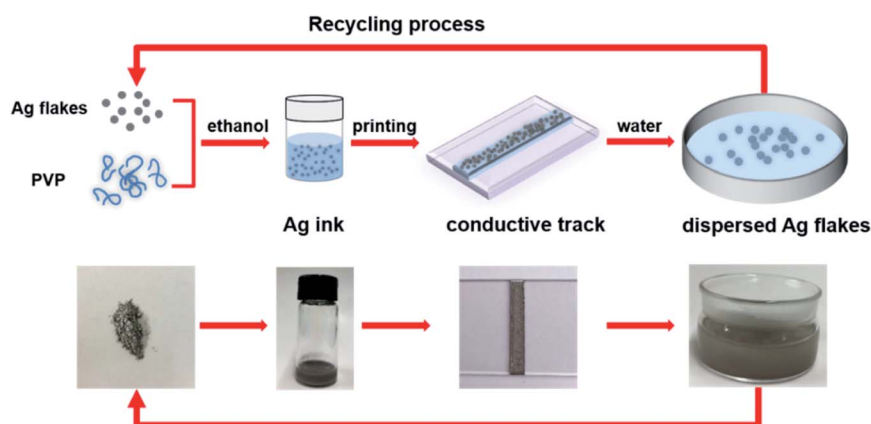 Recycling process
Ag flakes
PVP
ethanol
printing
water
Ag ink
conductive track
dispersed Ag flakes